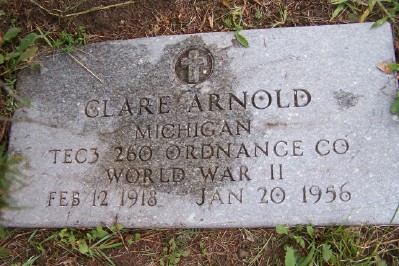 CLARE ARNOLD
MICHIGAN
TEC3 260 ORDNANCE CO
WORLD WAR II
FEB 12 1918 JAN 20 1956